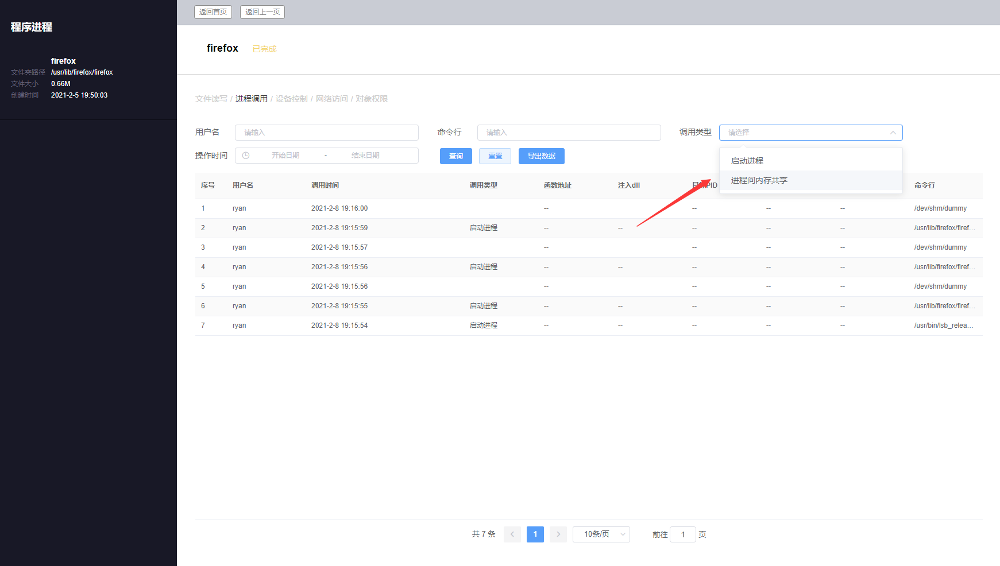 程序进程
firefox
文件夹路径 /usr/lib/firefox/firefox
文件大小 0.66M
创建时间 2021-2-5 19:50:03
返回首页 返回上一页
firefox 已完成
文件读写 / 进程调用 / 设备控制 / 网络访问 / 对象权限
用户名 请输入 命令行 请输入 调用类型 请选择
操作时间 开始日期 - 结束日期 查询 重置 导出数据
启动进程
进程间内存共享
序号 用户名 调用时间 调用类型 函数地址 注入dll PID 命令行
1 ryan 2021-2-8 19:16:00 -- -- -- -- /dev/shm/dummy
2 ryan 2021-2-8 19:15:59 启动进程 -- -- -- -- -- /usr/lib/firefox/firef...
3 ryan 2021-2-8 19:15:57 -- -- -- -- /dev/shm/dummy
4 ryan 2021-2-8 19:15:56 启动进程 -- -- -- -- -- /usr/lib/firefox/firef...
5 ryan 2021-2-8 19:15:56 -- -- -- -- /dev/shm/dummy
6 ryan 2021-2-8 19:15:55 启动进程 -- -- -- -- -- /usr/lib/firefox/firef...
7 ryan 2021-2-8 19:15:54 启动进程 -- -- -- -- -- /usr/bin/lsb_relea...
共 7 条 1 10条/页 前往 1 页